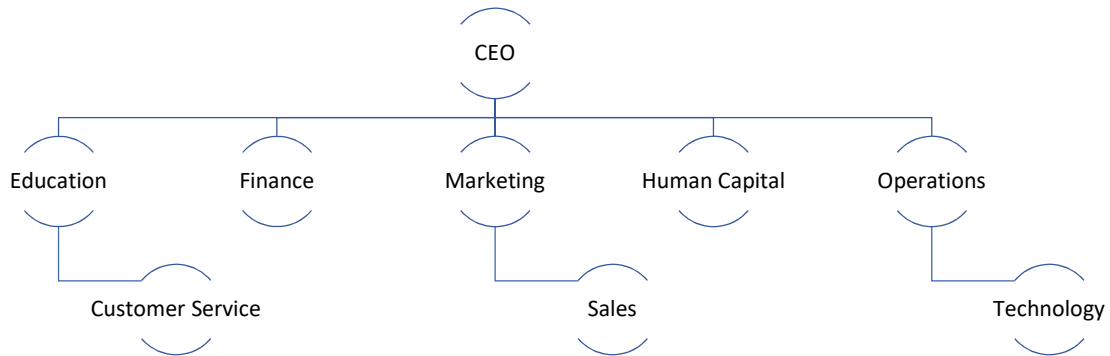 CEO
Education
Finance
Marketing
Human Capital
Operations
Customer Service
Sales
Technology